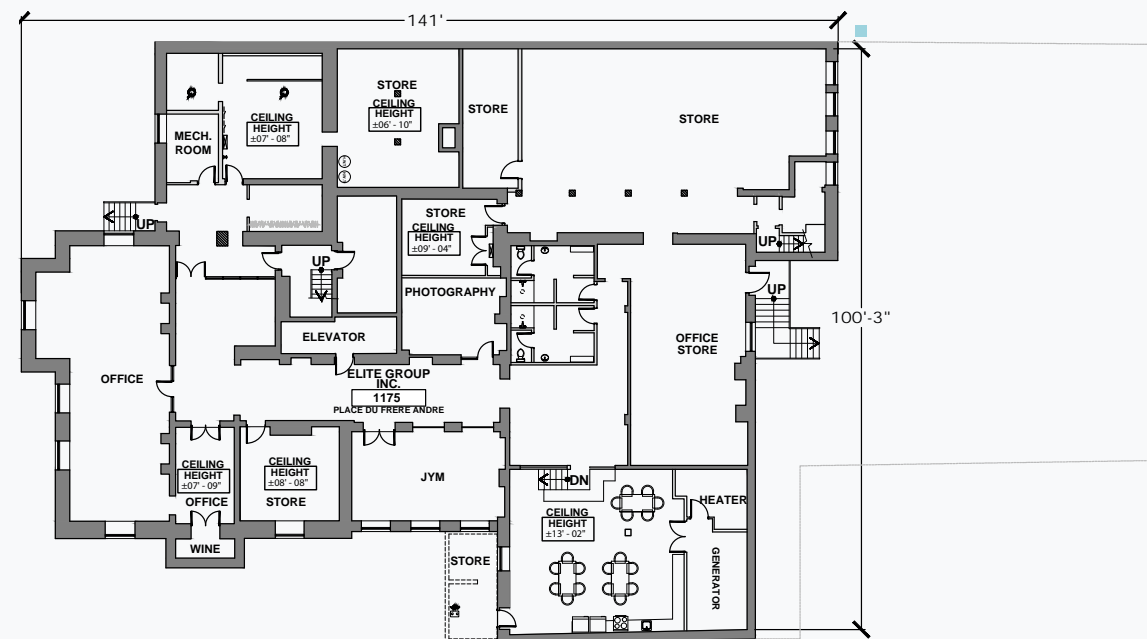 141'
STORE
CEILING
HEIGHT
±06' - 10"
STORE
STORE
CEILING
HEIGHT
±07' - 08"
MECH.
ROOM
UP
STORE
CEILING
HEIGHT
±09' - 04"
UP
UP
UP
PHOTOGRAPHY
100'-3"
ELEVATOR
OFFICE
STORE
OFFICE
ELITE GROUP
INC.
1175
PLACE DU FRERE ANDRE
CEILING
HEIGHT
±07' - 09"
OFFICE
CEILING
HEIGHT
±08' - 08"
STORE
JYM
DN
HEATER
CEILING
HEIGHT
±13' - 02"
WINE
STORE
GENERATOR